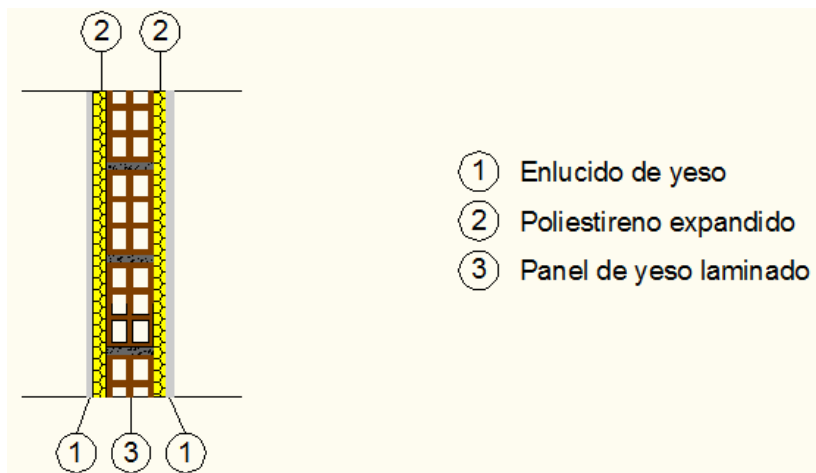 2 2
1 Enlucido de yeso
2 Poliestireno expandido
3 Panel de yeso laminado
1 3 1